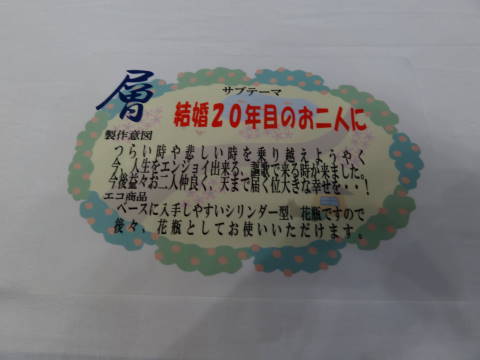 層
サブテーマ
結婚20年目のお二人に
製作意図
つらい時や悲しい時を乗り越えようやく
今、人生をエンジョイ出来る、謳歌で来る時が来ました。
今後益々お二人仲良く、天まで届く位大きな幸せを・・!
エコ商品
ベースに入手しやすいシリンダー型、花瓶ですので
後々、花瓶としてお使いいただけます。